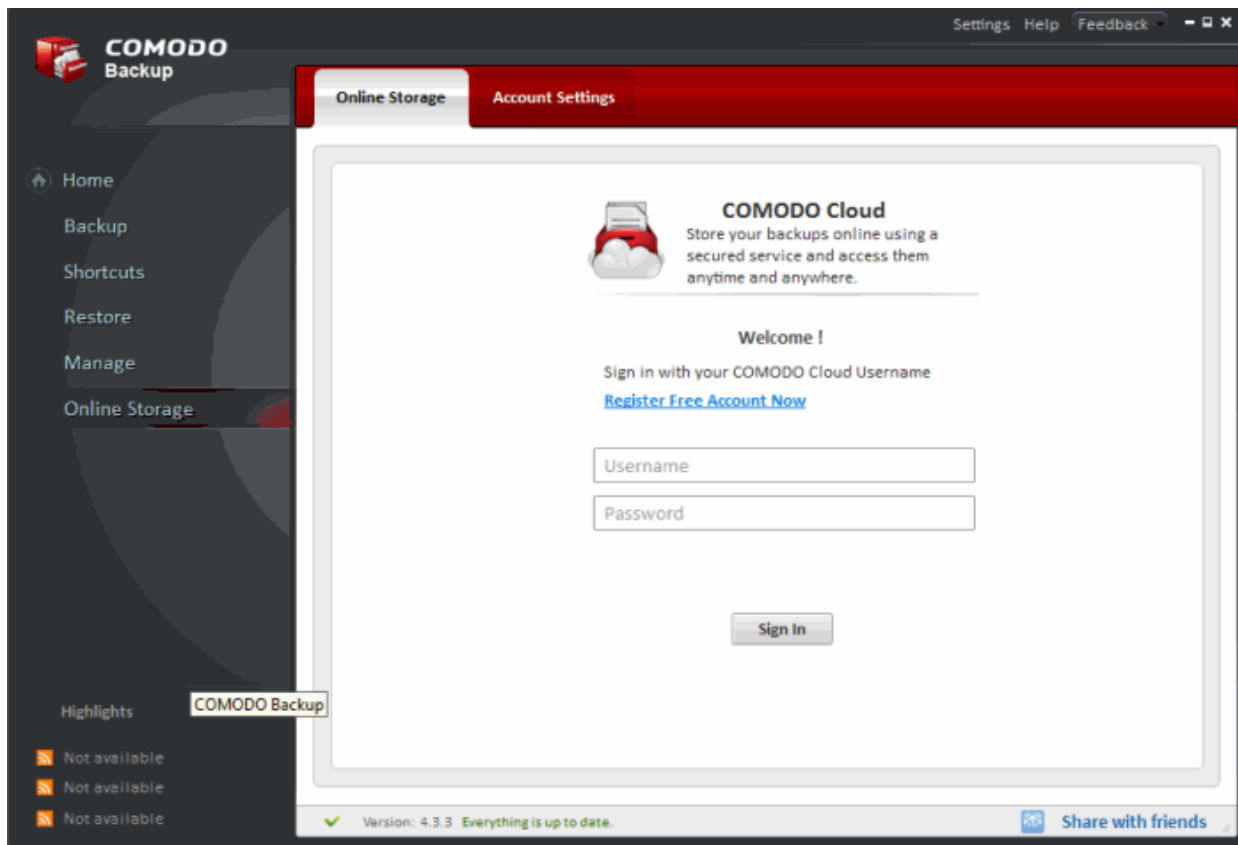 Settings Help Feedback
COMODO
Backup
Online Storage
Account Settings
Home
Backup
Shortcuts
Restore
Manage
Online Storage
COMODO Cloud
Store your backups online using a
secured service and access them
anytime and anywhere.
Welcome !
Sign in with your COMODO Cloud Username
Register Free Account Now
Username
Password
Sign In
Highlights
COMODO Backup
Not available
Not available
Not available
Version: 4.3.3 Everything is up to date.
Share with friends